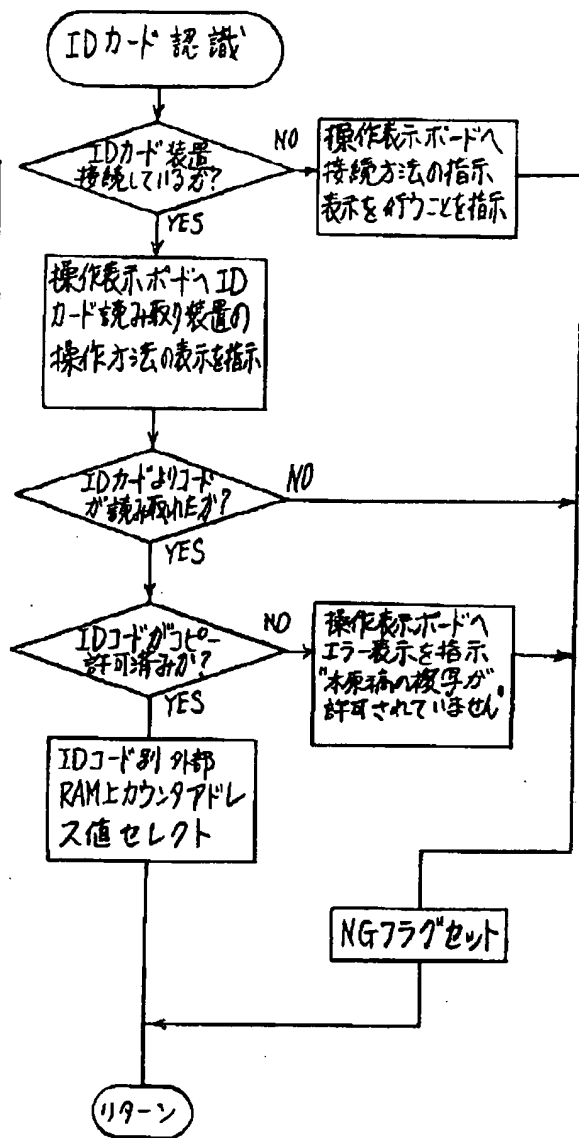 IDカード認識
IDカード装置
接続しているか?
NO
操作表示ボードへ
接続方法の指示
表示を行うことを指示
YES
操作表示ボードへID
カード読み取り装置の
操作方法の表示を指示
IDカードよりコード
が読み取れたか?
NO
YES
IDコードがコピー
許可済みか?
NO
操作表示ボードへ
エラー表示を指示
"本原稿の複写が
許可されていません"
YES
IDコード別外部
RAM上カウンタアドレ
ス値セレクト
NGフラグセット
リターン